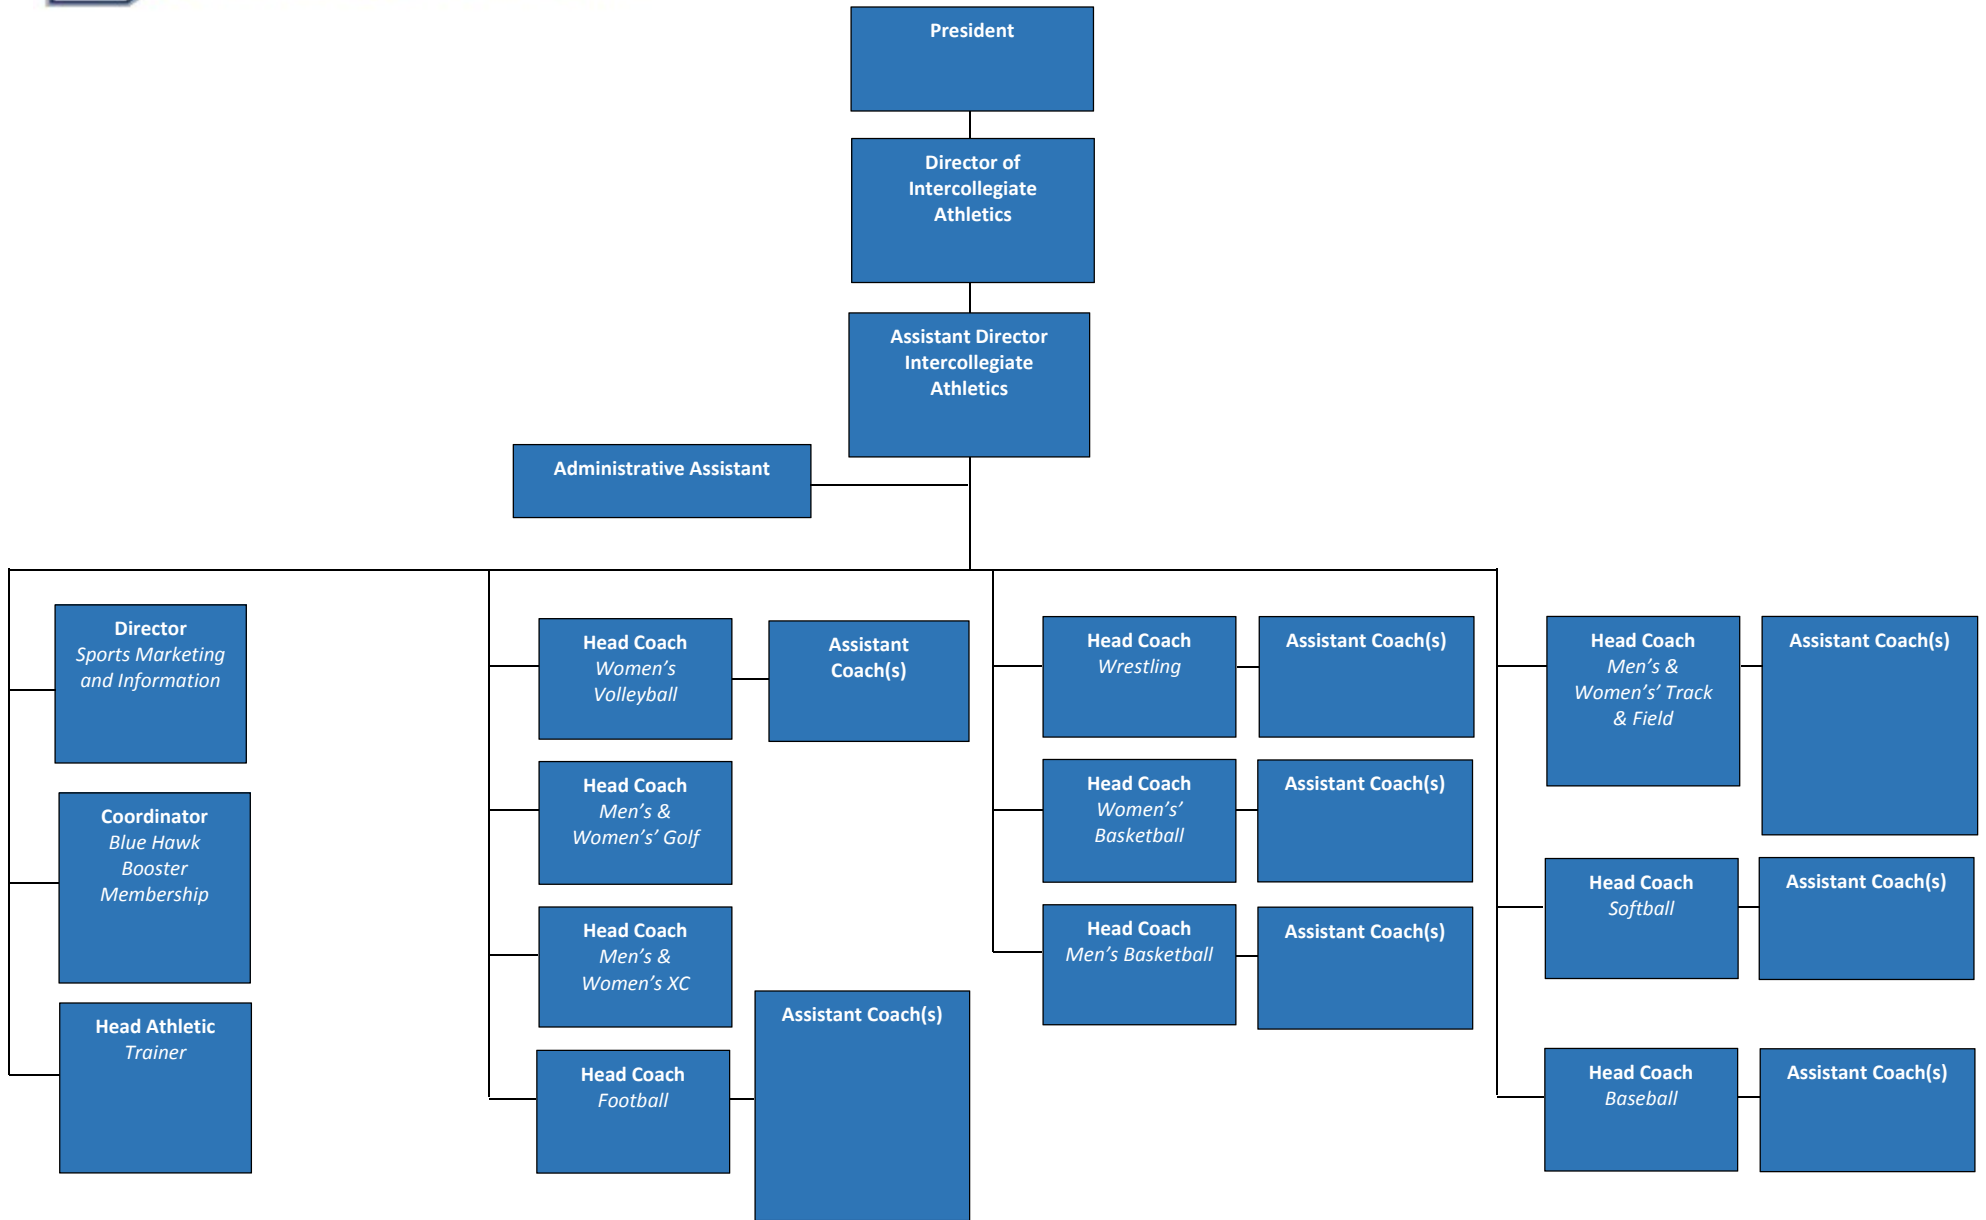 President
Director of
Intercollegiate
Athletics
Assistant Director
Intercollegiate
Athletics
Administrative Assistant
Director
Sports Marketing
and Information
Coordinator
Blue Hawk
Booster
Membership
Head Athletic
Trainer
Head Coach
Women's
Volleyball
Assistant
Coach(s)
Head Coach
Men's &
Women's' Golf
Head Coach
Men's &
Women's XC
Head Coach
Football
Assistant Coach(s)
Head Coach
Wrestling
Assistant Coach(s)
Head Coach
Women's'
Basketball
Assistant Coach(s)
Head Coach
Men's Basketball
Assistant Coach(s)
Head Coach
Men's &
Women's' Track
& Field
Assistant Coach(s)
Head Coach
Softball
Assistant Coach(s)
Head Coach
Baseball
Assistant Coach(s)